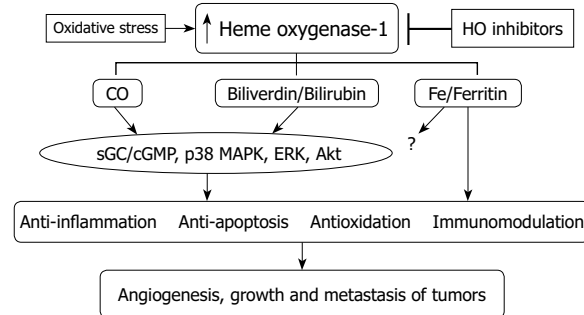 Oxidative stress
↑ Heme oxygenase-1
HO inhibitors
CO
Biliverdin/Bilirubin
Fe/Ferritin
sGC/cGMP, p38 MAPK, ERK, Akt
?
Anti-inflammation Anti-apoptosis Antioxidation Immunomodulation
Angiogenesis, growth and metastasis of tumors